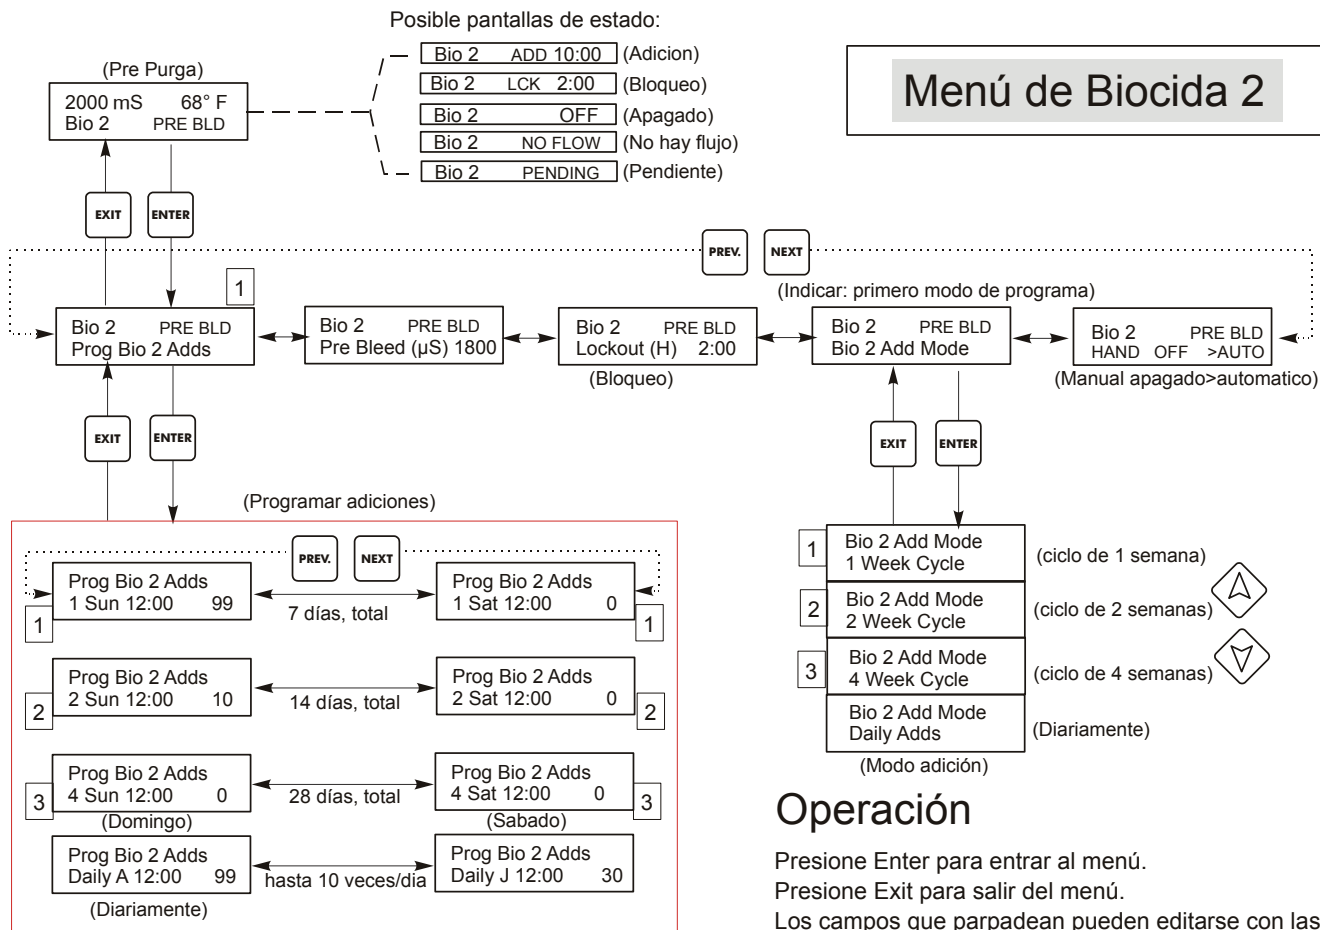 Posible pantallas de estado:
Bio 2 ADD 10:00 (Adicion)
Bio 2 LCK 2:00 (Bloqueo)
Bio 2 OFF (Apagado)
Bio 2 NO FLOW (No hay flujo)
Bio 2 PENDING (Pendiente)
Menú de Biocida 2
(Pre Purga)
2000 mS 68° F
Bio 2 PRE BLD
EXIT ENTER
PREV. NEXT
1
Bio 2 PRE BLD
Prog Bio 2 Adds
Bio 2 PRE BLD
Pre Bleed (µS) 1800
Bio 2 PRE BLD
Lockout (H) 2:00
(Bloqueo)
(Indicar: primero modo de programa)
Bio 2 PRE BLD
Bio 2 Add Mode
Bio 2 PRE BLD
HAND OFF >AUTO
(Manual apagado>automatico)
EXIT ENTER
EXIT ENTER
(Programar adiciones)
PREV. NEXT
Prog Bio 2 Adds
1 Sun 12:00 99
1
7 días, total
Prog Bio 2 Adds
1 Sat 12:00 0
1
Prog Bio 2 Adds
2 Sun 12:00 10
2
14 días, total
Prog Bio 2 Adds
2 Sat 12:00 0
2
Prog Bio 2 Adds
4 Sun 12:00 0
3
(Domingo)
28 días, total
Prog Bio 2 Adds
4 Sat 12:00 0
3
(Sabado)
Prog Bio 2 Adds
Daily A 12:00 99
(Diariamente)
hasta 10 veces/dia
Prog Bio 2 Adds
Daily J 12:00 30
1
Bio 2 Add Mode
1 Week Cycle
(ciclo de 1 semana)
2
Bio 2 Add Mode
2 Week Cycle
(ciclo de 2 semanas)
3
Bio 2 Add Mode
4 Week Cycle
(ciclo de 4 semanas)
Bio 2 Add Mode
Daily Adds
(Diariamente)
(Modo adición)
Operación
Presione Enter para entrar al menú.
Presione Exit para salir del menú.
Los campos que parpadean pueden editarse con las